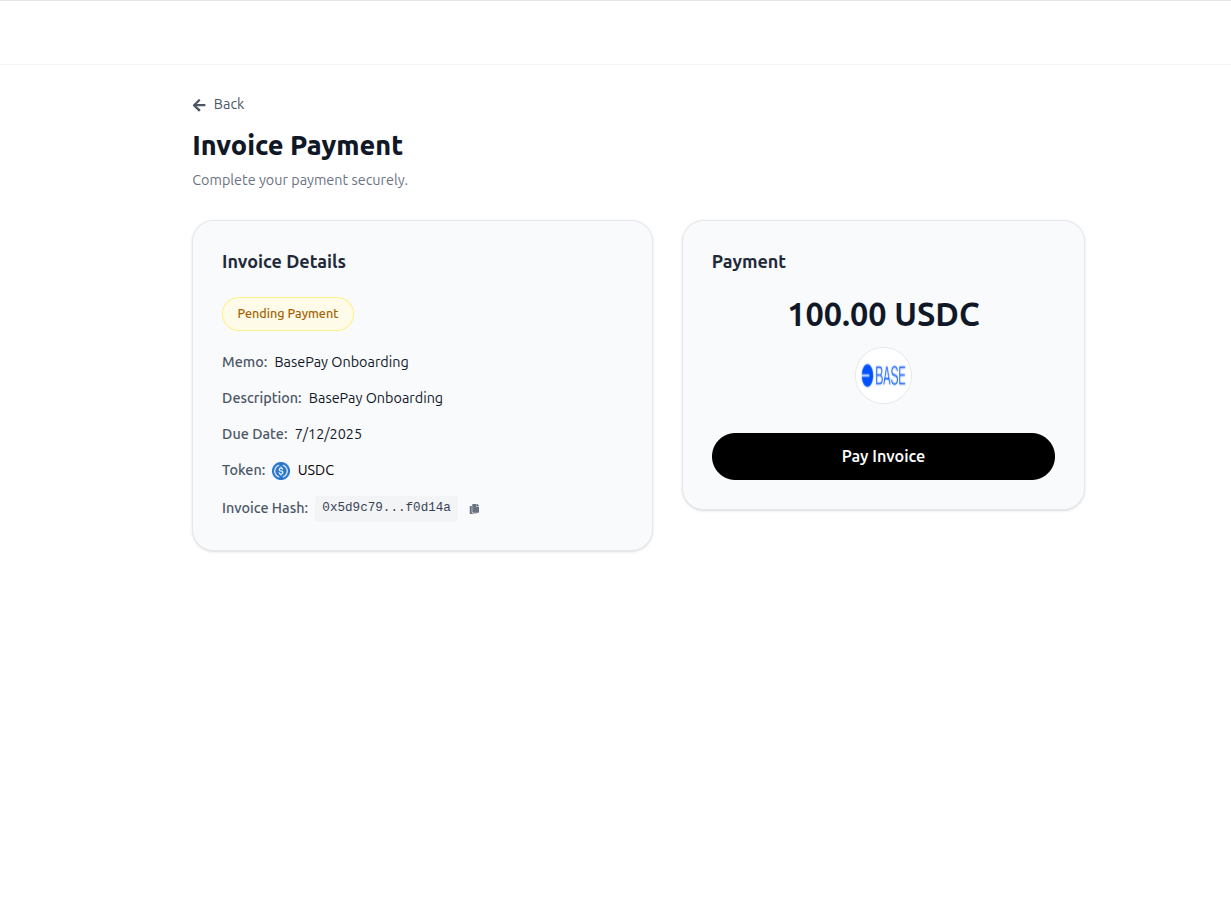 Back
Invoice Payment
Complete your payment securely.
Invoice Details
Pending Payment
Memo: BasePay Onboarding
Description: BasePay Onboarding
Due Date: 7/12/2025
Token: USDC
Invoice Hash: 0x5d9c79...f0d14a
Payment
100.00 USDC
BASE
Pay Invoice